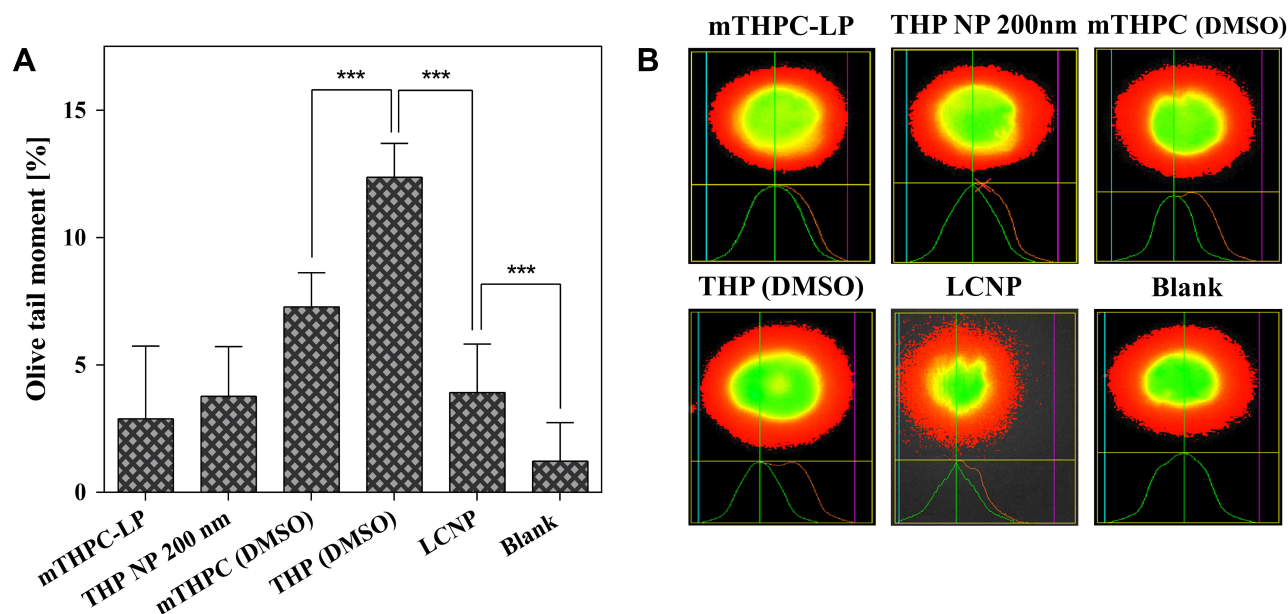 A
Olive tail moment [%]
15
10
5
0
***
***
***
mTHPC-LP
THP NP 200 nm
mTHPC (DMSO)
THP (DMSO)
LCNP
Blank
B
mTHPC-LP
THP NP 200nm
mTHPC (DMSO)
THP (DMSO)
LCNP
Blank